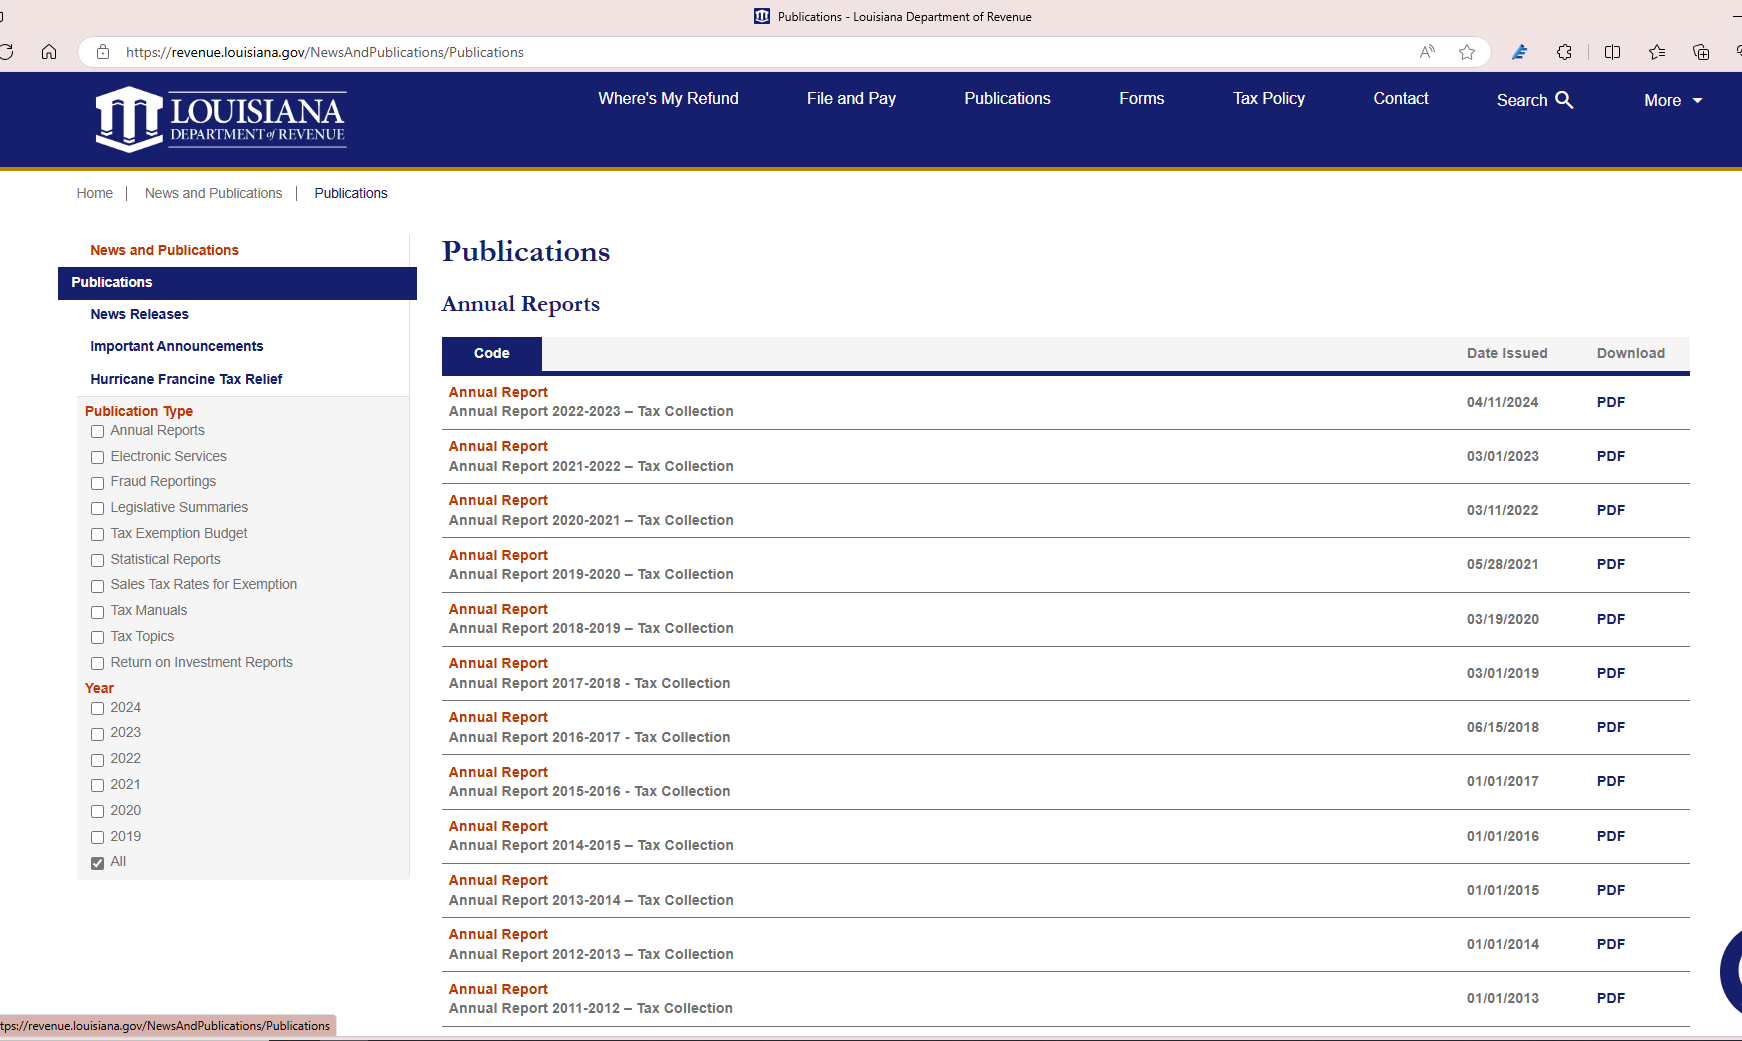 Publications - Louisiana Department of Revenue
https://revenue.louisiana.gov/NewsAndPublications/Publications
LOUISIANA
DEPARTMENT of REVENUE
Where's My Refund
File and Pay
Publications
Forms
Tax Policy
Contact
Search
More
Home | News and Publications | Publications
News and Publications
Publications
News Releases
Important Announcements
Hurricane Francine Tax Relief
Publication Type
Annual Reports
Electronic Services
Fraud Reportings
Legislative Summaries
Tax Exemption Budget
Statistical Reports
Sales Tax Rates for Exemption
Tax Manuals
Tax Topics
Return on Investment Reports
Year
2024
2023
2022
2021
2020
2019
All
Publications
Annual Reports
Code Date Issued Download
Annual Report
Annual Report 2022-2023 – Tax Collection 04/11/2024 PDF
Annual Report
Annual Report 2021-2022 – Tax Collection 03/01/2023 PDF
Annual Report
Annual Report 2020-2021 – Tax Collection 03/11/2022 PDF
Annual Report
Annual Report 2019-2020 – Tax Collection 05/28/2021 PDF
Annual Report
Annual Report 2018-2019 – Tax Collection 03/19/2020 PDF
Annual Report
Annual Report 2017-2018 - Tax Collection 03/01/2019 PDF
Annual Report
Annual Report 2016-2017 - Tax Collection 06/15/2018 PDF
Annual Report
Annual Report 2015-2016 - Tax Collection 01/01/2017 PDF
Annual Report
Annual Report 2014-2015 – Tax Collection 01/01/2016 PDF
Annual Report
Annual Report 2013-2014 – Tax Collection 01/01/2015 PDF
Annual Report
Annual Report 2012-2013 – Tax Collection 01/01/2014 PDF
Annual Report
Annual Report 2011-2012 – Tax Collection 01/01/2013 PDF
tps://revenue.louisiana.gov/NewsAndPublications/Publications